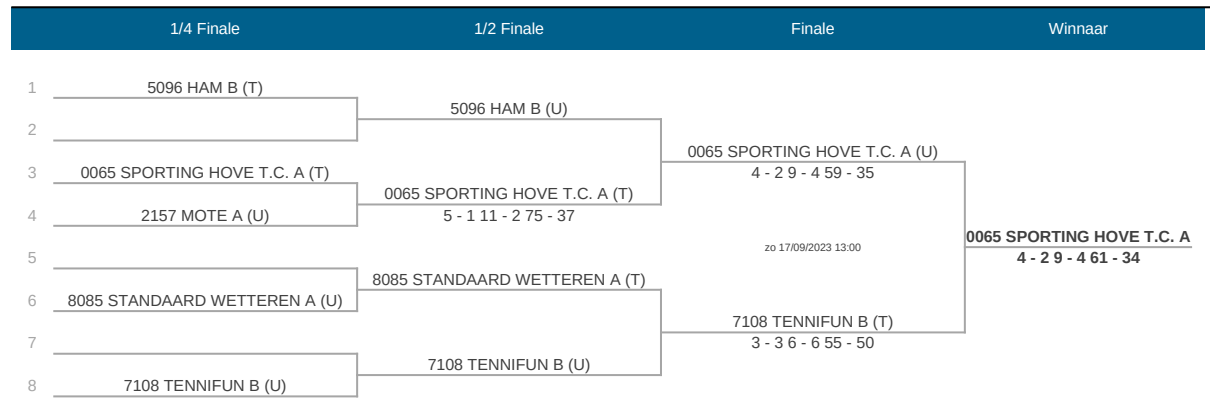 1/4 Finale 1/2 Finale Finale Winnaar
1 5096 HAM B (T)
5096 HAM B (U)
2
0065 SPORTING HOVE T.C. A (U)
3 0065 SPORTING HOVE T.C. A (T)
4 - 2 9 - 4 59 - 35
0065 SPORTING HOVE T.C. A (T)
4 2157 MOTE A (U)
5 - 1 11 - 2 75 - 37
0065 SPORTING HOVE T.C. A
zo 17/09/2023 13:00
5
4 - 2 9 - 4 61 - 34
8085 STANDAARD WETTEREN A (T)
6 8085 STANDAARD WETTEREN A (U)
7108 TENNIFUN B (T)
7
3 - 3 6 - 6 55 - 50
7108 TENNIFUN B (U)
8 7108 TENNIFUN B (U)